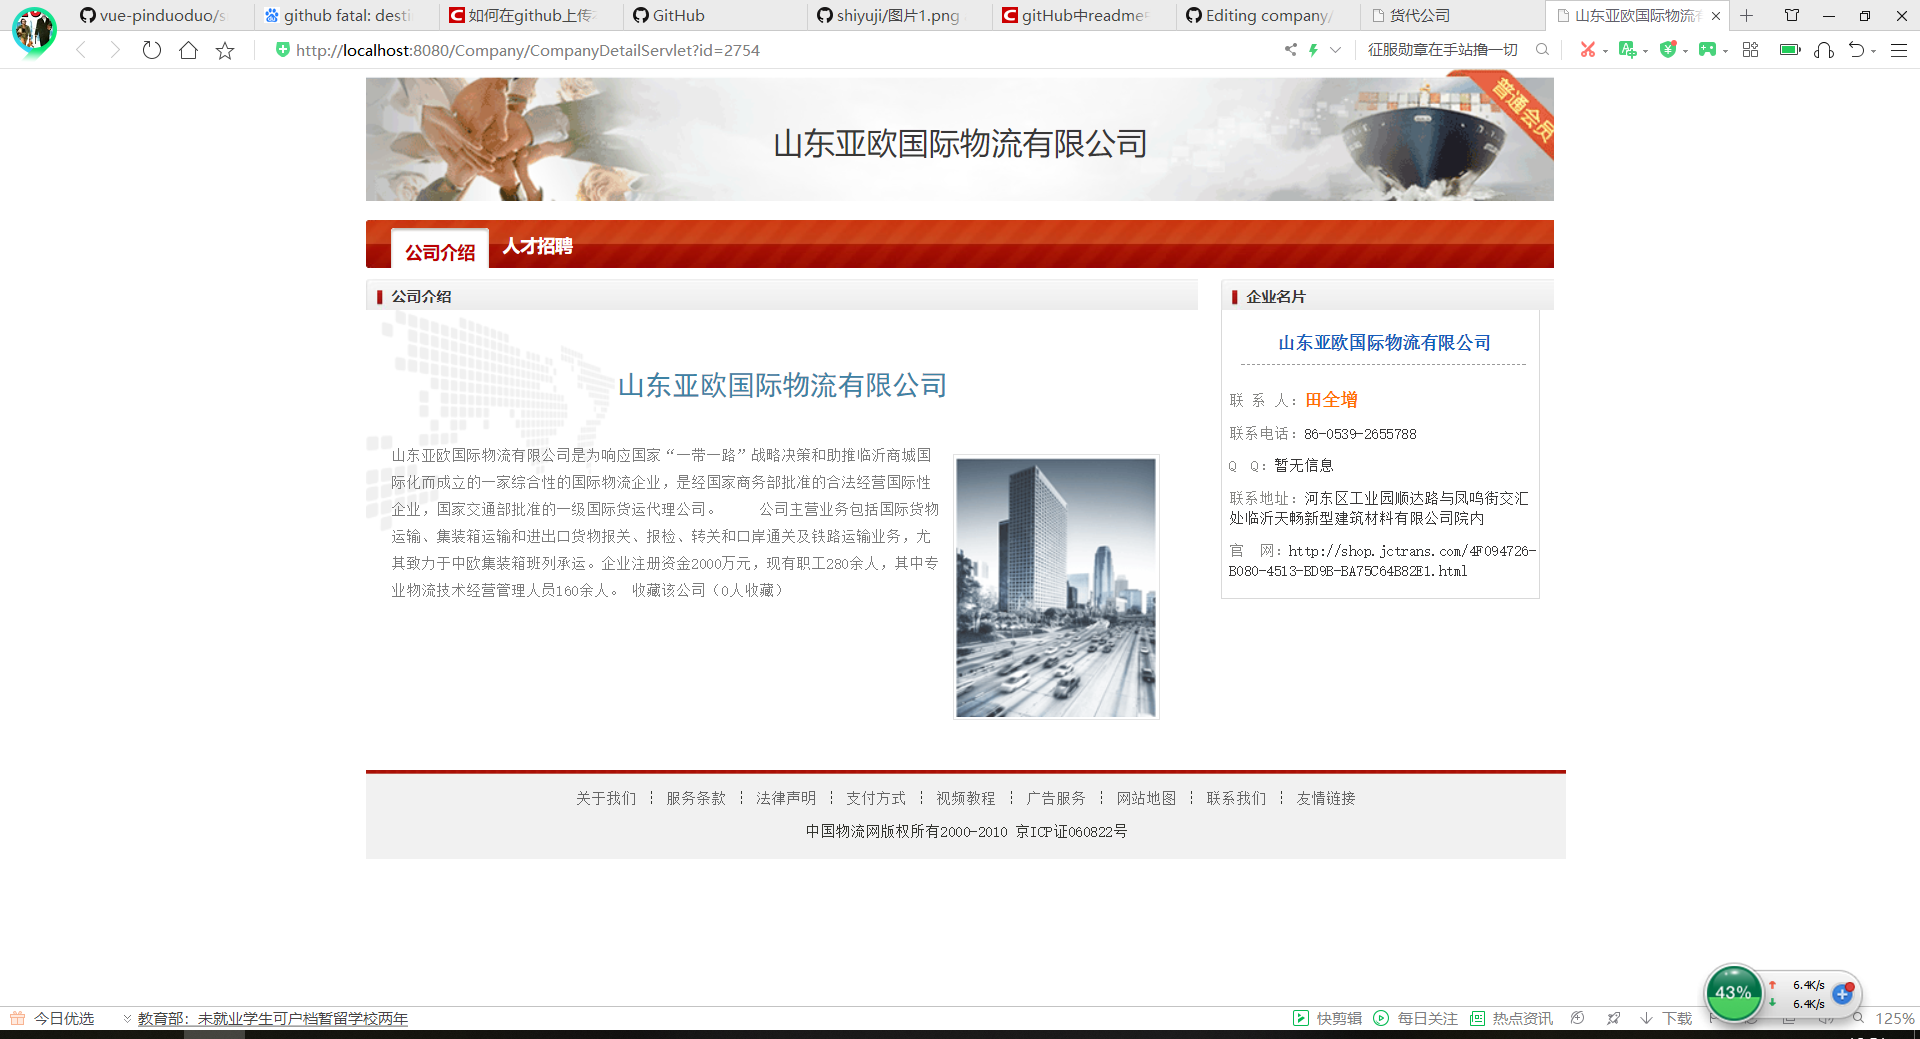 vue-pinduoduo/s
github fatal: desti
如何在github上传
GitHub
shiyuji/图片1.png
gitHub中readme
Editing company/
货代公司
山东亚欧国际物流
http://localhost:8080/Company/CompanyDetailServlet?id=2754
征服勋章在手站撸一切
山东亚欧国际物流有限公司
普通会员
公司介绍
人才招聘
公司介绍
山东亚欧国际物流有限公司
山东亚欧国际物流有限公司是为响应国家“一带一路”战略决策和助推临沂商城国
际化而成立的一家综合性的国际物流企业，是经国家商务部批准的合法经营国际性
企业，国家交通部批准的一级国际货运代理公司。 公司主营业务包括国际货物
运输、集装箱运输和进出口货物报关、报检、转关和口岸通关及铁路运输业务，尤
其致力于中欧集装箱班列承运。企业注册资金2000万元，现有职工280余人，其中专
业物流技术经营管理人员160余人。 收藏该公司（0人收藏）
企业名片
山东亚欧国际物流有限公司
联 系 人：田全增
联系电话：86-0539-2655788
Q Q：暂无信息
联系地址：河东区工业园顺达路与凤鸣街交汇
处临沂天畅新型建筑材料有限公司院内
官 网：http://shop.jctrans.com/4F094726-
B080-4513-BD9B-BA75C64B82E1.html
关于我们 ┆ 服务条款 ┆ 法律声明 ┆ 支付方式 ┆ 视频教程 ┆ 广告服务 ┆ 网站地图 ┆ 联系我们 ┆ 友情链接
中国物流网版权所有2000-2010 京ICP证060822号
43%
6.4K/s
6.4K/s
今日优选
教育部：未就业学生可户档暂留学校两年
快剪辑
每日关注
热点资讯
下载
125%